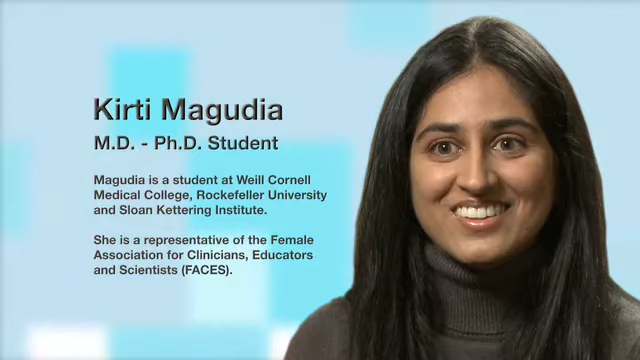 Kirti Magudia
M.D. - Ph.D. Student
Magudia is a student at Weill Cornell
Medical College, Rockefeller University
and Sloan Kettering Institute.
She is a representative of the Female
Association for Clinicians, Educators
and Scientists (FACES).